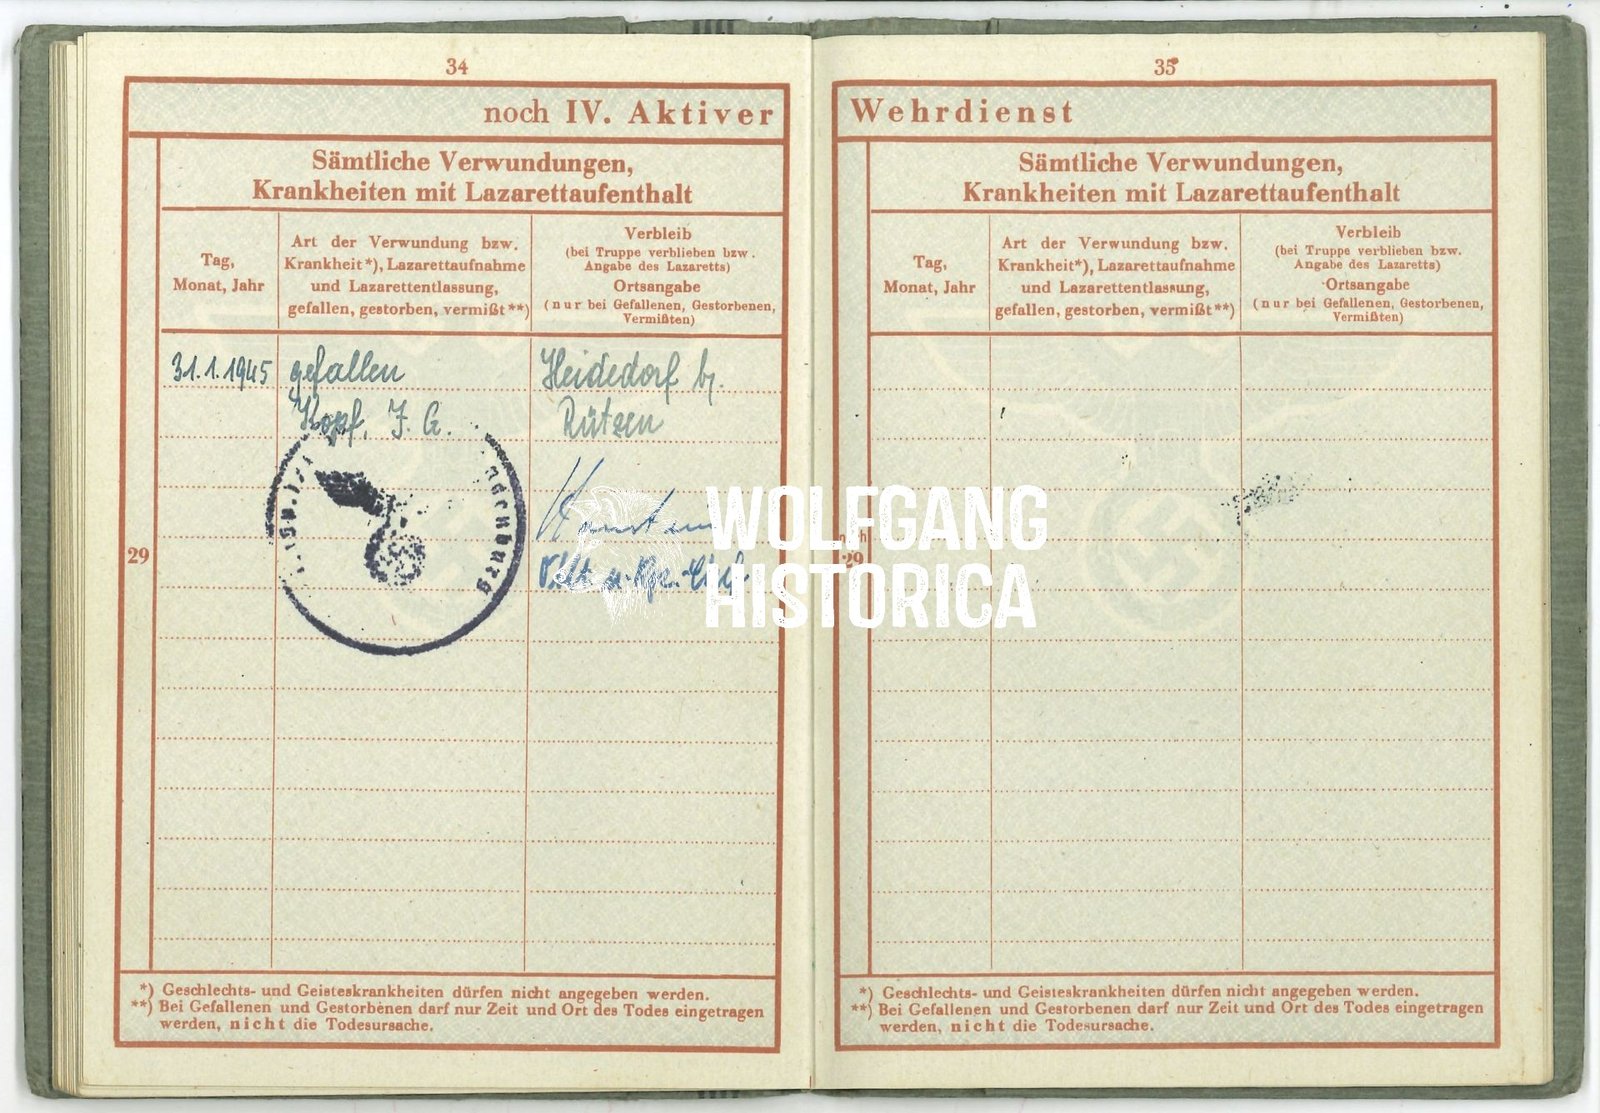 34
noch IV. Aktiver
Sämtliche Verwundungen,
Krankheiten mit Lazarettaufenthalt
Tag,
Monat, Jahr
Art der Verwundung bzw.
Krankheit*), Lazarettaufnahme
und Lazarettentlassung,
gefallen, gestorben, vermißt**)
Verbleib
(bei Truppe verblieben bzw.
Angabe des Lazaretts)
Ortsangabe
(nur bei Gefallenen, Gestorbenen,
Vermißten)
31.1.1945 gefallen Heidedorf b.
Kopf, J. G. Rützen
29
*) Geschlechts- und Geisteskrankheiten dürfen nicht angegeben werden.
**) Bei Gefallenen und Gestorbenen darf nur Zeit und Ort des Todes eingetragen
werden, nicht die Todesursache.
35
Wehrdienst
Sämtliche Verwundungen,
Krankheiten mit Lazarettaufenthalt
Tag,
Monat, Jahr
Art der Verwundung bzw.
Krankheit*), Lazarettaufnahme
und Lazarettentlassung,
gefallen, gestorben, vermißt**)
Verbleib
(bei Truppe verblieben bzw.
Angabe des Lazaretts)
Ortsangabe
(nur bei Gefallenen, Gestorbenen,
Vermißten)
noch
29
*) Geschlechts- und Geisteskrankheiten dürfen nicht angegeben werden.
**) Bei Gefallenen und Gestorbenen darf nur Zeit und Ort des Todes eingetragen
werden, nicht die Todesursache.
WOLFGANG
HISTORICA